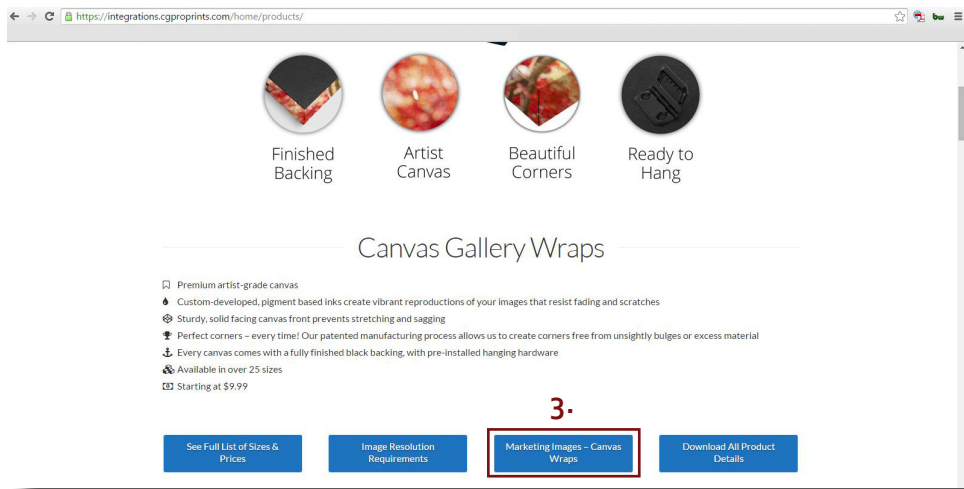 https://integrations.cgproprints.com/home/products/
Finished
Backing
Artist
Canvas
Beautiful
Corners
Ready to
Hang
Canvas Gallery Wraps
Premium artist-grade canvas
Custom-developed, pigment based inks create vibrant reproductions of your images that resist fading and scratches
Sturdy, solid facing canvas front prevents stretching and sagging
Perfect corners – every time! Our patented manufacturing process allows us to create corners free from unsightly bulges or excess material
Every canvas comes with a fully finished black backing, with pre-installed hanging hardware
Available in over 25 sizes
Starting at $9.99
3.
See Full List of Sizes &
Prices
Image Resolution
Requirements
Marketing Images – Canvas
Wraps
Download All Product
Details